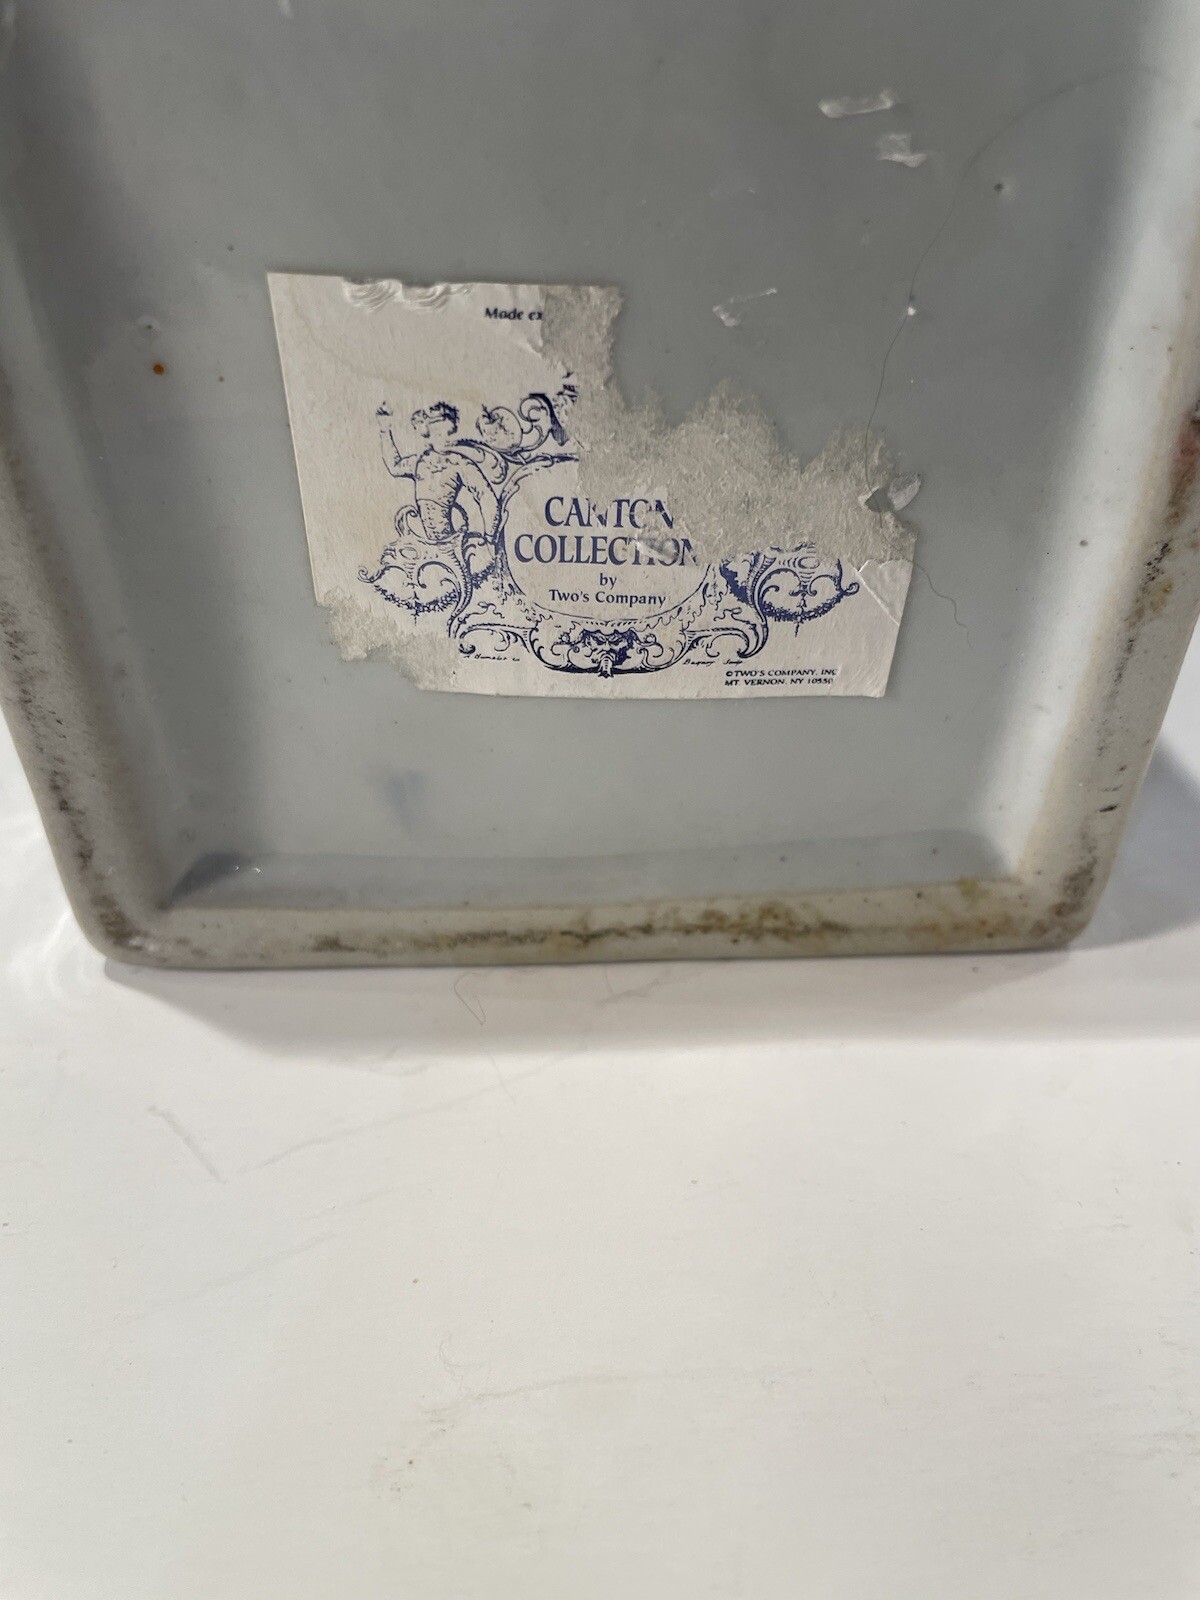 Made ex
CANTON
COLLECTION
by
Two's Company
©TWO'S COMPANY, INC
MT. VERNON, NY 10550